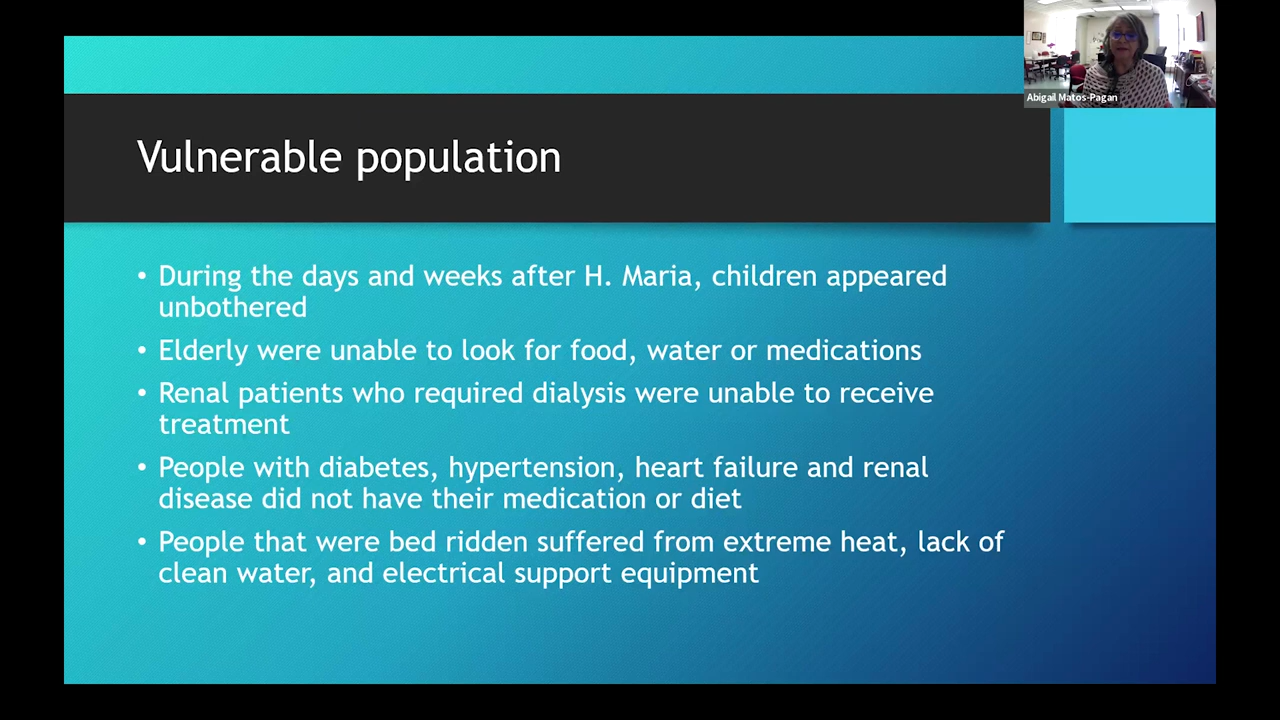 Abigail Matos-Pagan
Vulnerable population
• During the days and weeks after H. Maria, children appeared
unbothered
• Elderly were unable to look for food, water or medications
• Renal patients who required dialysis were unable to receive
treatment
• People with diabetes, hypertension, heart failure and renal
disease did not have their medication or diet
• People that were bed ridden suffered from extreme heat, lack of
clean water, and electrical support equipment